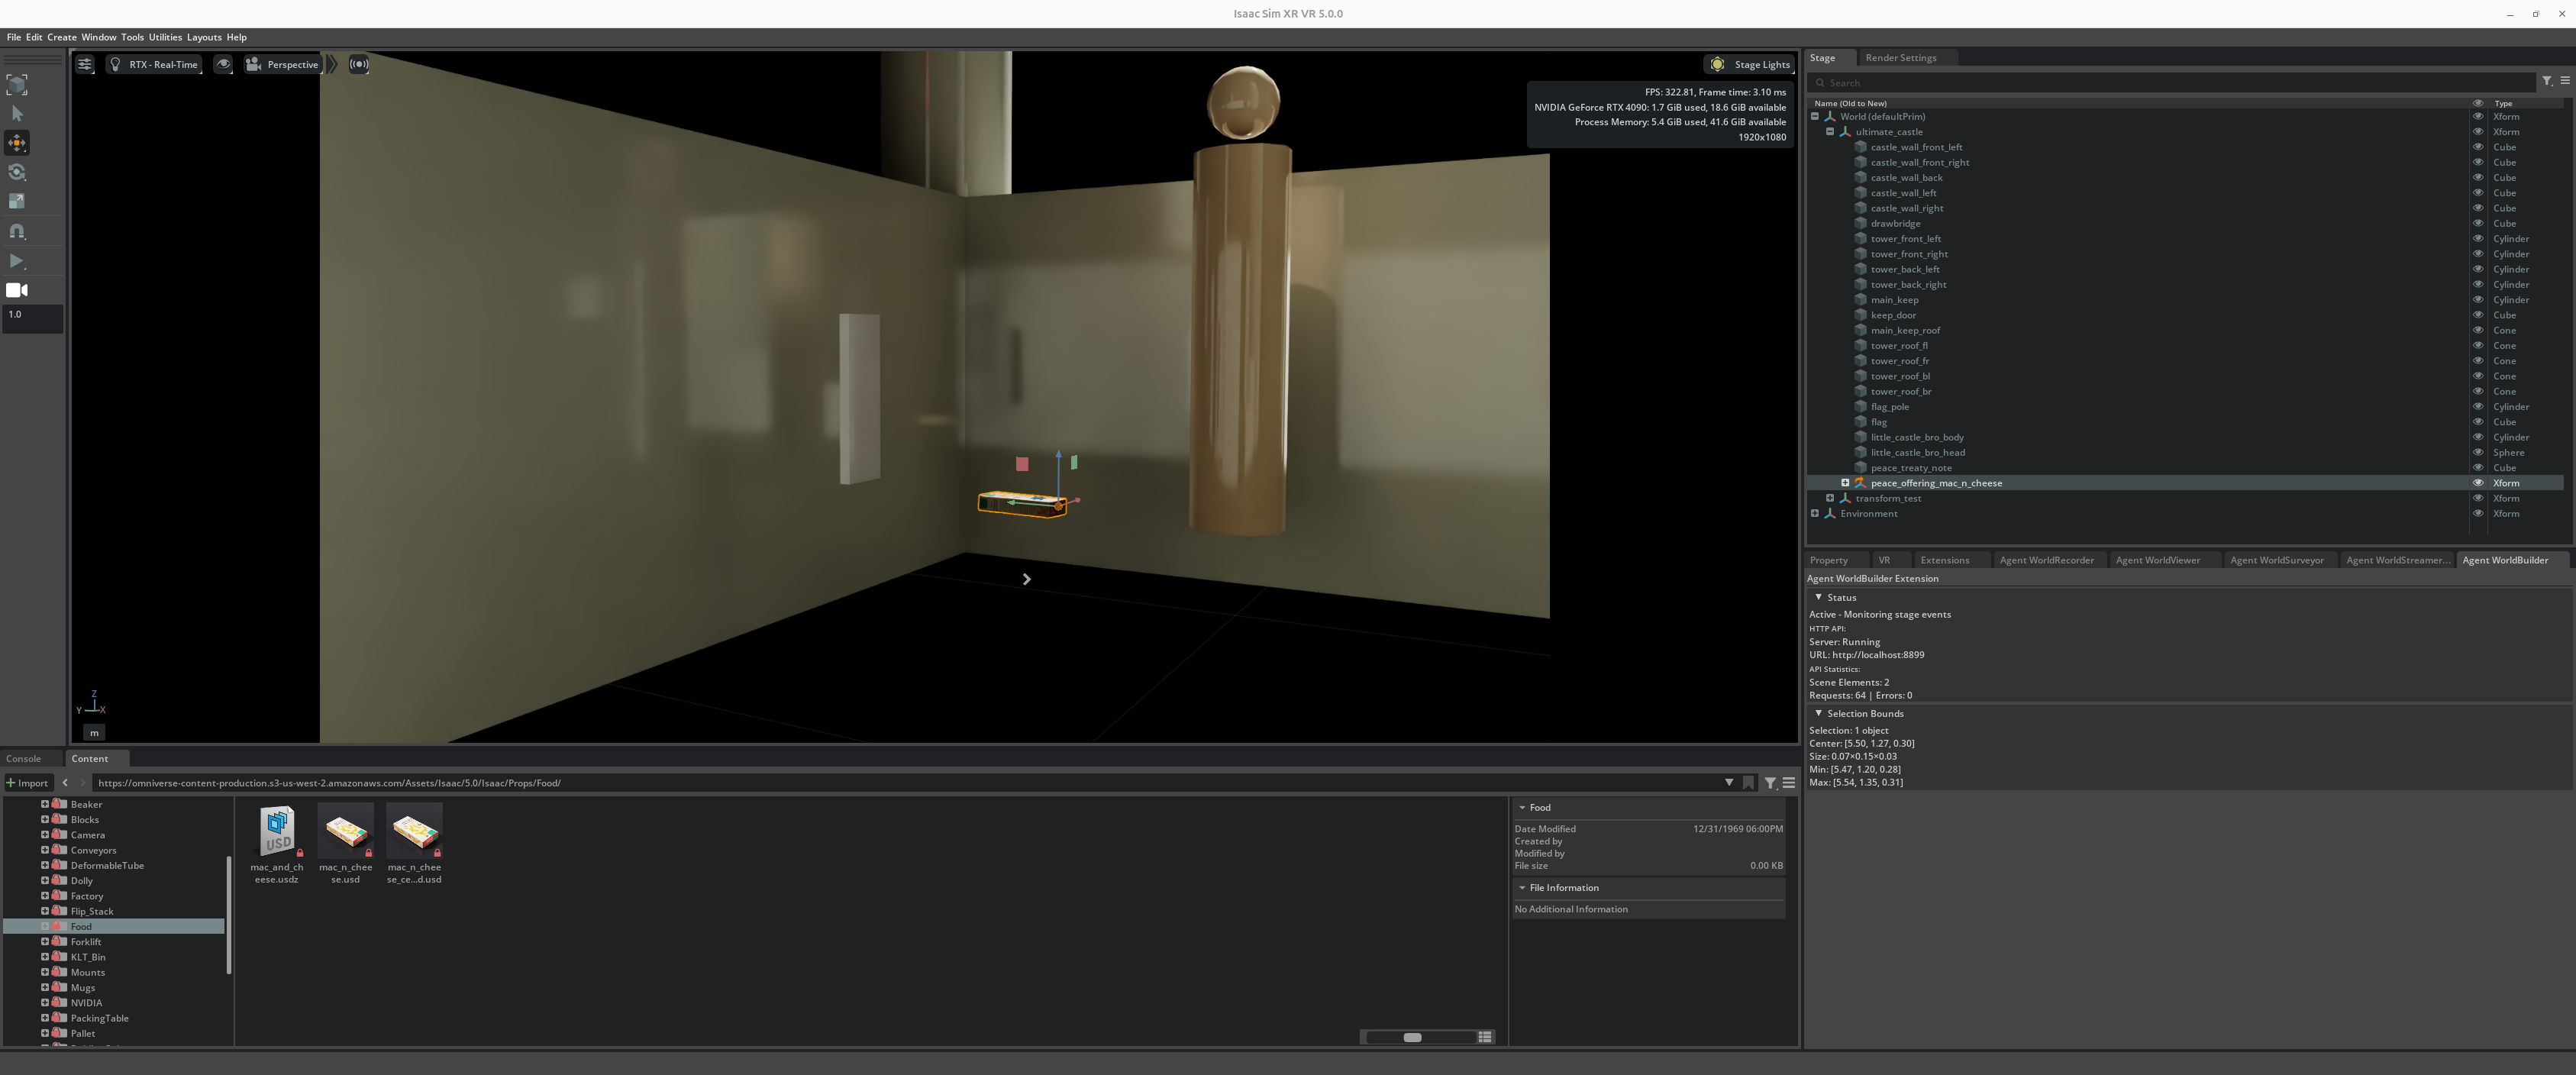 Isaac Sim XR VR 5.0.0
File Edit Create Window Tools Utilities Layouts Help
RTX - Real-Time
Perspective
Stage Lights
FPS: 322.81, Frame time: 3.10 ms
NVIDIA GeForce RTX 4090: 1.7 GiB used, 18.6 GiB available
Process Memory: 5.4 GiB used, 41.6 GiB available
1920x1080
1.0
Z
Y
X
m
Stage
Render Settings
Search
Name (Old to New) Type
World (defaultPrim) Xform
ultimate_castle Xform
castle_wall_front_left Cube
castle_wall_front_right Cube
castle_wall_back Cube
castle_wall_left Cube
castle_wall_right Cube
drawbridge Cube
tower_front_left Cylinder
tower_front_right Cylinder
tower_back_left Cylinder
tower_back_right Cylinder
main_keep Cylinder
keep_door Cube
main_keep_roof Cone
tower_roof_fl Cone
tower_roof_fr Cone
tower_roof_bl Cone
tower_roof_br Cone
flag_pole Cylinder
flag Cube
little_castle_bro_body Cylinder
little_castle_bro_head Sphere
peace_treaty_note Cube
peace_offering_mac_n_cheese Xform
transform_test Xform
Environment Xform
Property VR Extensions Agent WorldRecorder Agent WorldViewer Agent WorldSurveyor Agent WorldStreamer... Agent WorldBuilder
Agent WorldBuilder Extension
Status
Active - Monitoring stage events
HTTP API:
Server: Running
URL: http://localhost:8899
API Statistics:
Scene Elements: 2
Requests: 64 | Errors: 0
Selection Bounds
Selection: 1 object
Center: [5.50, 1.27, 0.30]
Size: 0.07×0.15×0.03
Min: [5.47, 1.20, 0.28]
Max: [5.54, 1.35, 0.31]
Console
Content
Import
https://omniverse-content-production.s3-us-west-2.amazonaws.com/Assets/Isaac/5.0/Isaac/Props/Food/
Beaker
Blocks
Camera
Conveyors
DeformableTube
Dolly
Factory
Flip_Stack
Food
Forklift
KLT_Bin
Mounts
Mugs
NVIDIA
PackingTable
Pallet
USD
mac_and_ch
eese.usdz
mac_n_chee
se.usd
mac_n_chee
se_ce...d.usd
Food
Date Modified 12/31/1969 06:00PM
Created by
Modified by
File size 0.00 KB
File Information
No Additional Information